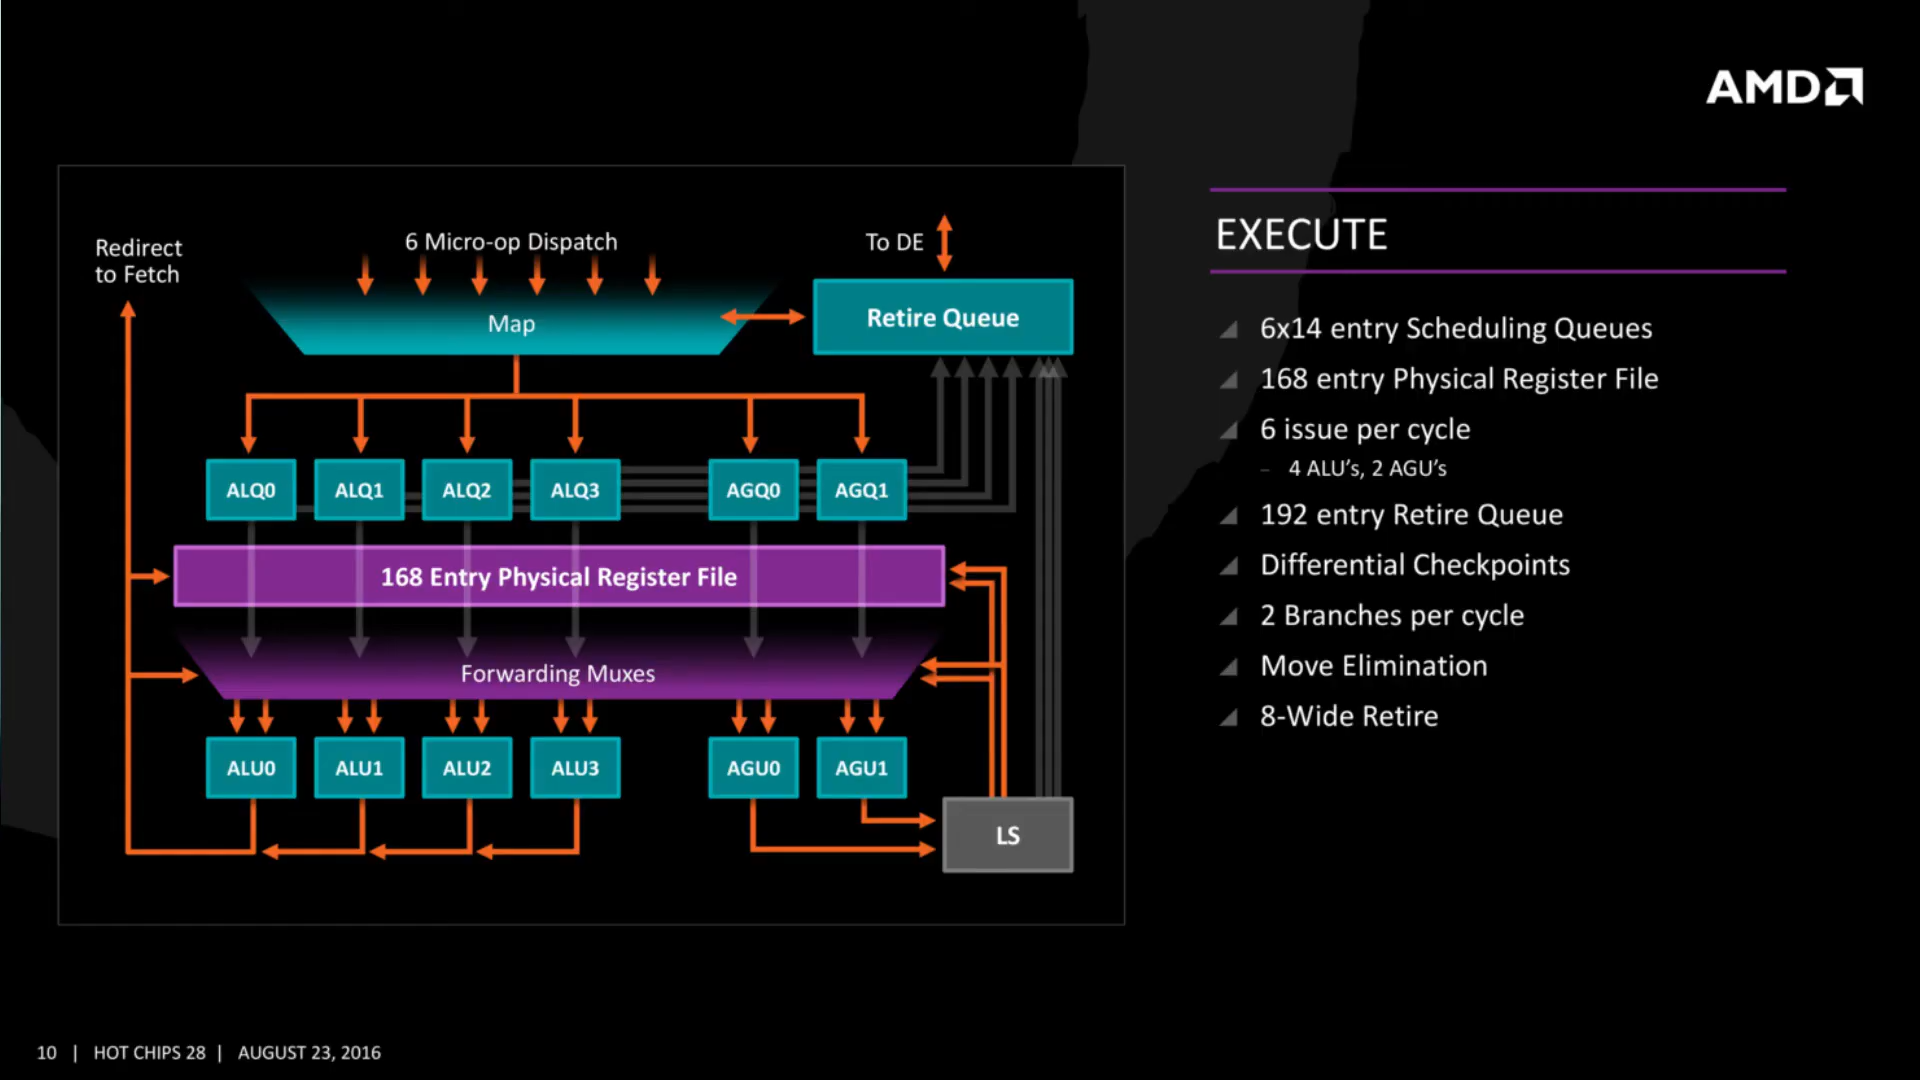 AMD
Redirect
to Fetch
6 Micro-op Dispatch
To DE
Map
Retire Queue
ALQ0
ALQ1
ALQ2
ALQ3
AGQ0
AGQ1
168 Entry Physical Register File
Forwarding Muxes
ALU0
ALU1
ALU2
ALU3
AGU0
AGU1
LS
EXECUTE
6x14 entry Scheduling Queues
168 entry Physical Register File
6 issue per cycle
– 4 ALU’s, 2 AGU’s
192 entry Retire Queue
Differential Checkpoints
2 Branches per cycle
Move Elimination
8-Wide Retire
10 | HOT CHIPS 28 | AUGUST 23, 2016